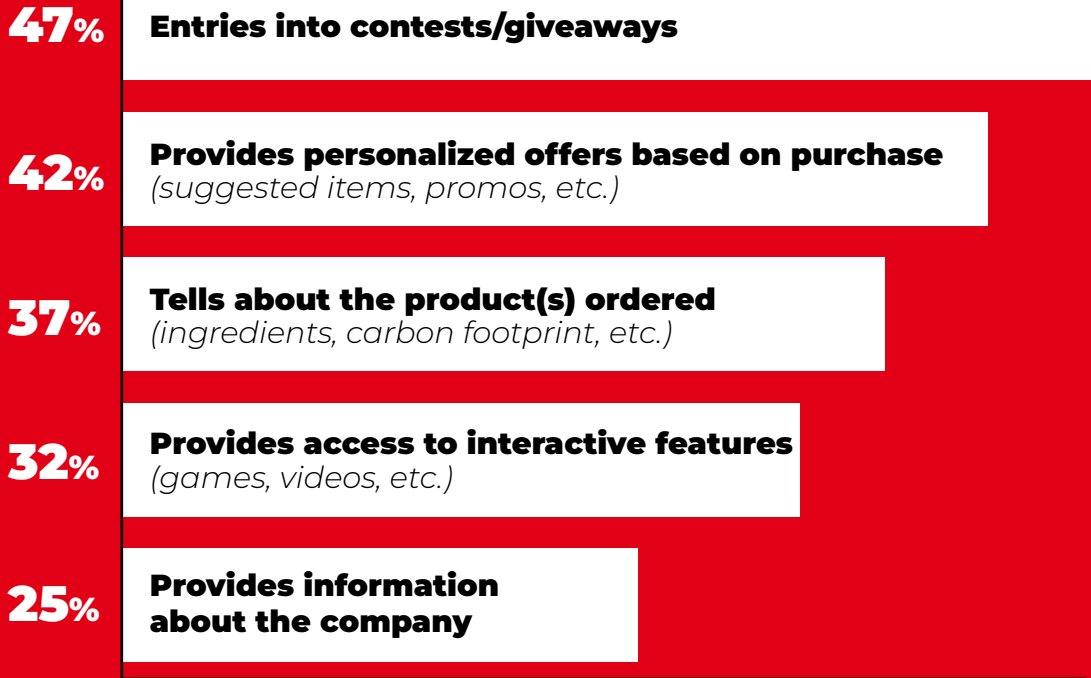 47% Entries into contests/giveaways
42% Provides personalized offers based on purchase
(suggested items, promos, etc.)
37% Tells about the product(s) ordered
(ingredients, carbon footprint, etc.)
32% Provides access to interactive features
(games, videos, etc.)
25% Provides information
about the company